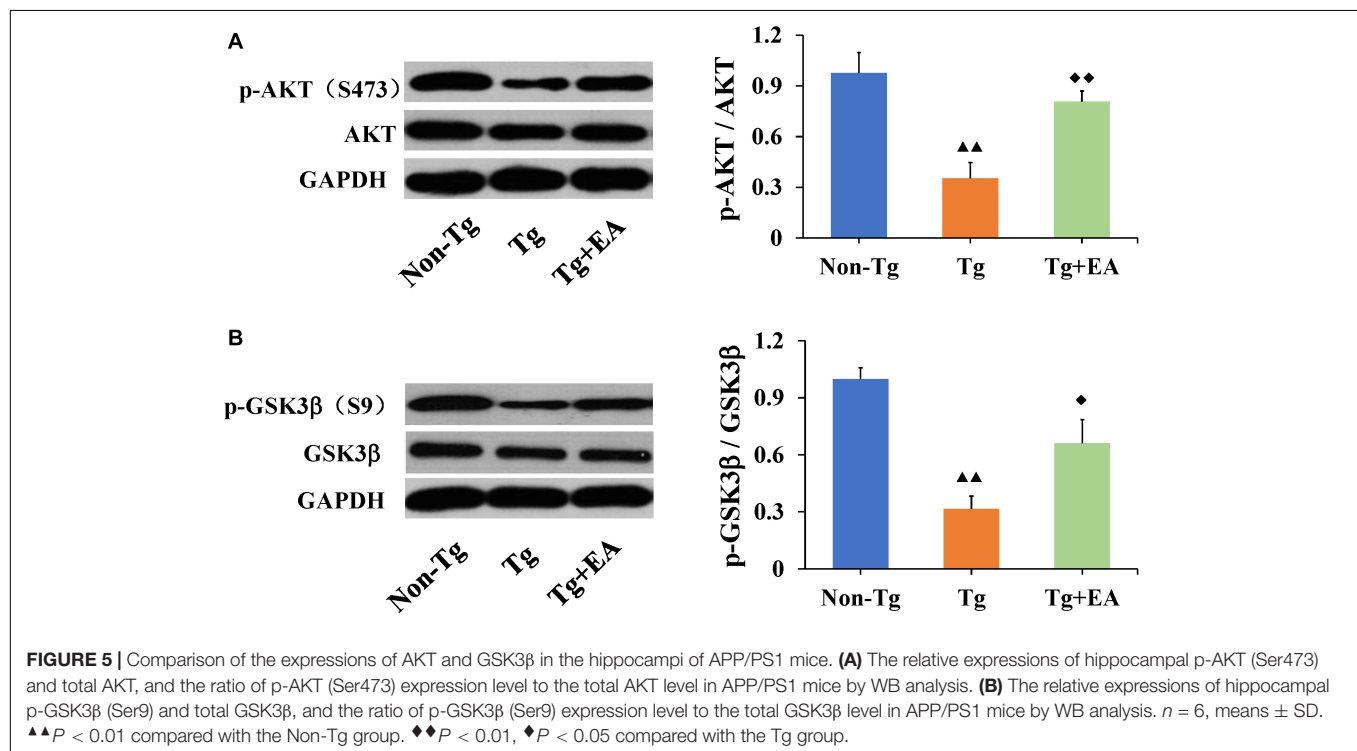 A
p-AKT（S473）
AKT
GAPDH
Non-Tg
Tg
Tg+EA
p-AKT / AKT
1.2
0.9
0.6
0.3
0
▲▲
◆◆
Non-Tg
Tg
Tg+EA
B
p-GSK3β（S9）
GSK3β
GAPDH
Non-Tg
Tg
Tg+EA
p-GSK3β / GSK3β
1.2
0.9
0.6
0.3
0
▲▲
◆
Non-Tg
Tg
Tg+EA
FIGURE 5 | Comparison of the expressions of AKT and GSK3β in the hippocampi of APP/PS1 mice. (A) The relative expressions of hippocampal p-AKT (Ser473)
and total AKT, and the ratio of p-AKT (Ser473) expression level to the total AKT level in APP/PS1 mice by WB analysis. (B) The relative expressions of hippocampal
p-GSK3β (Ser9) and total GSK3β, and the ratio of p-GSK3β (Ser9) expression level to the total GSK3β level in APP/PS1 mice by WB analysis. n = 6, means ± SD.
▲▲P < 0.01 compared with the Non-Tg group. ◆◆P < 0.01, ◆P < 0.05 compared with the Tg group.